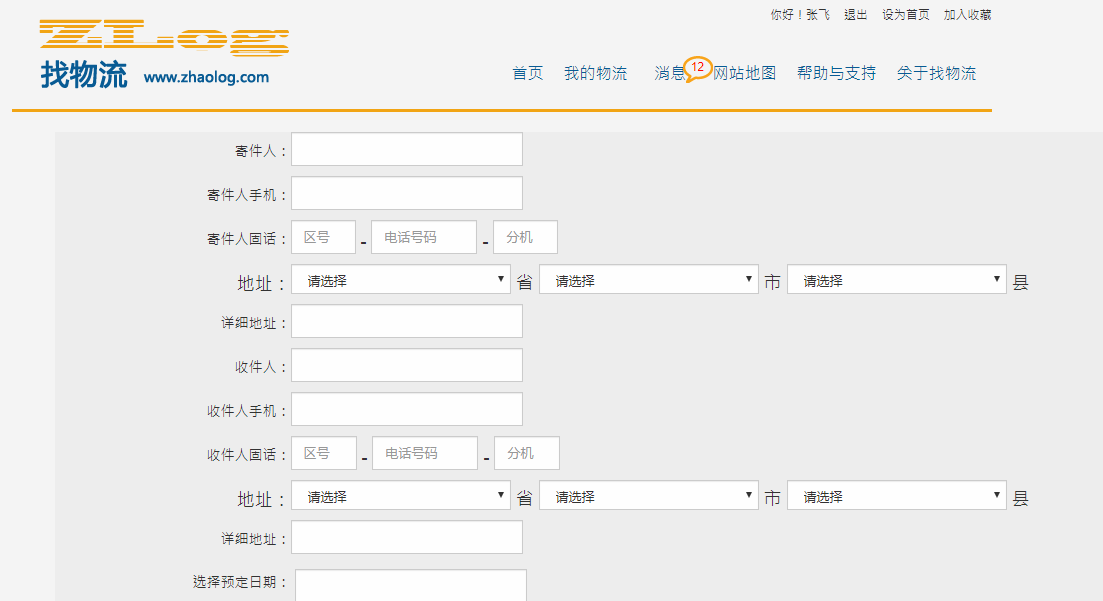 你好！张飞 退出 设为首页 加入收藏
ZLog
找物流 www.zhaolog.com
首页 我的物流 消息 12 网站地图 帮助与支持 关于找物流
寄件人：
寄件人手机：
寄件人固话： 区号 - 电话号码 - 分机
地址： 请选择 省 请选择 市 请选择 县
详细地址：
收件人：
收件人手机：
收件人固话： 区号 - 电话号码 - 分机
地址： 请选择 省 请选择 市 请选择 县
详细地址：
选择预定日期：